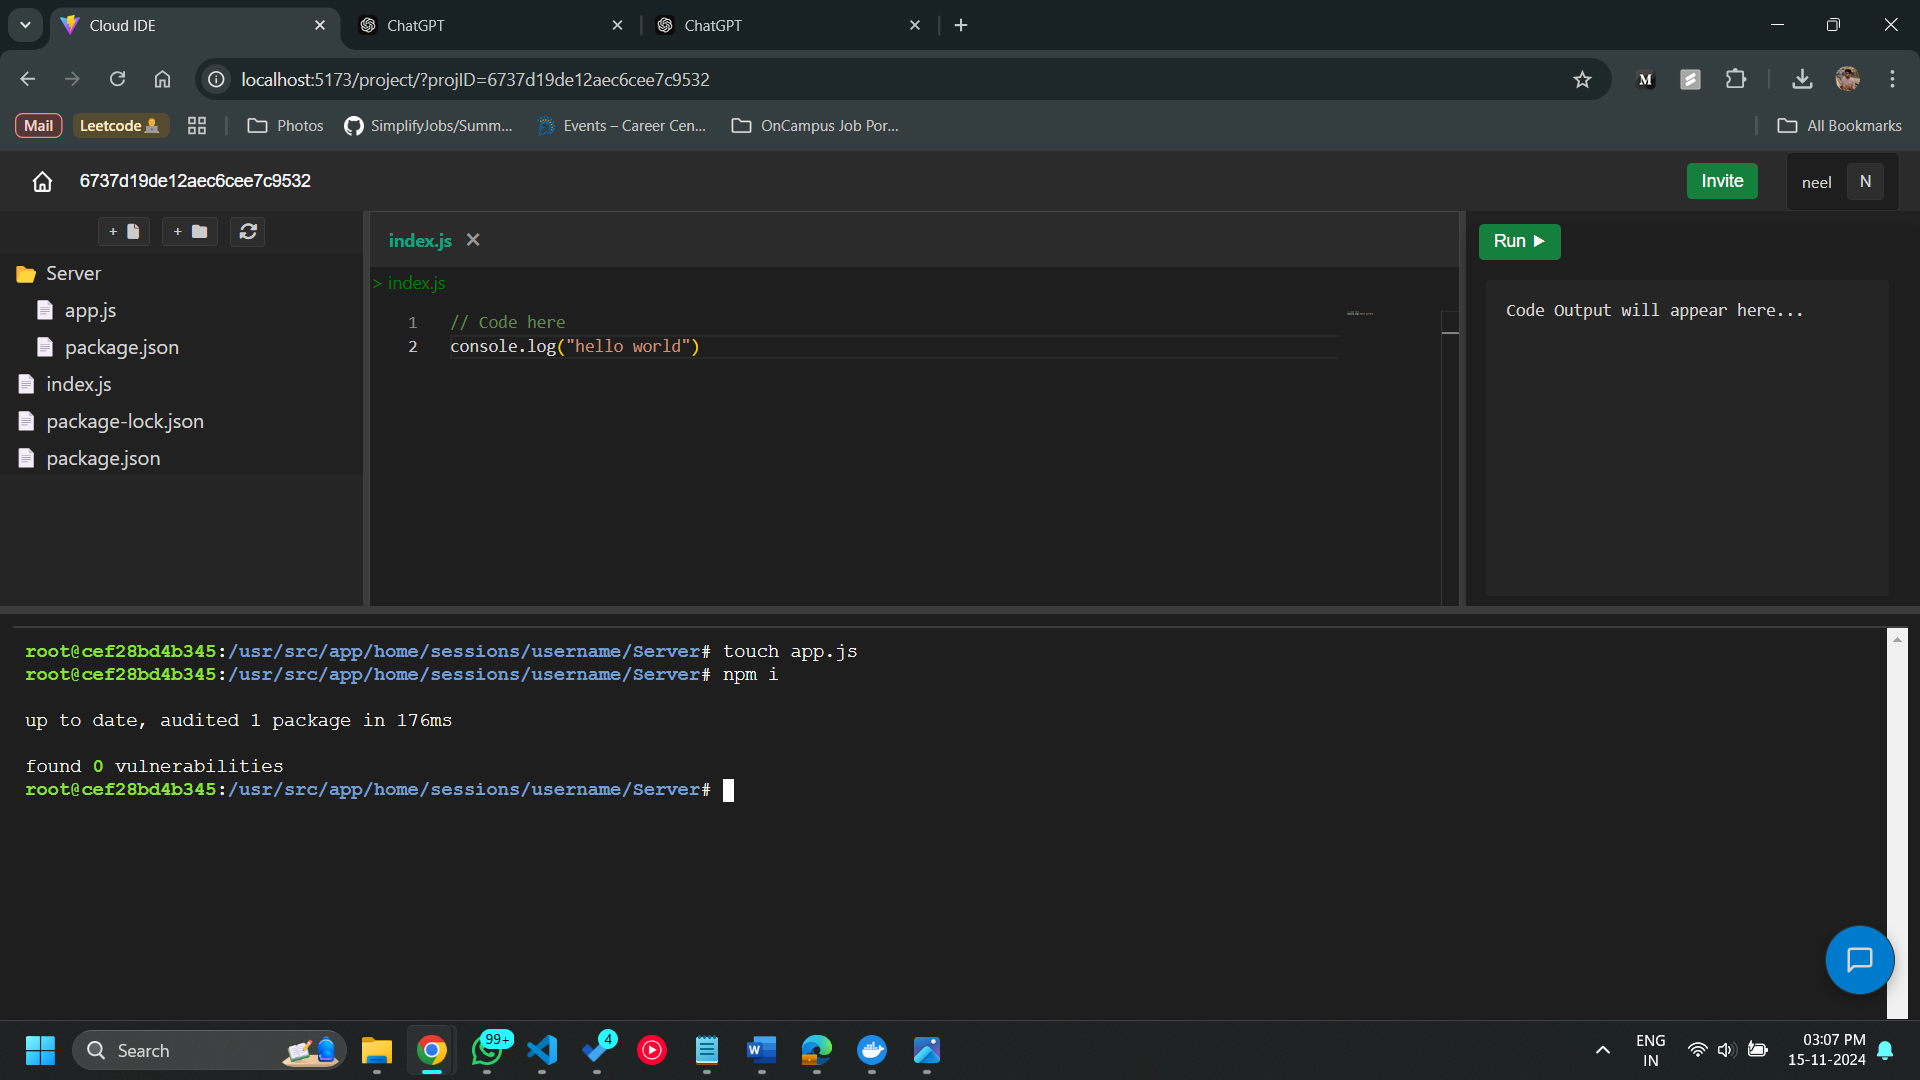 Cloud IDE
ChatGPT
ChatGPT
localhost:5173/project/?projID=6737d19de12aec6cee7c9532
M
Mail
Leetcode
Photos
SimplifyJobs/Summ...
Events – Career Cen...
OnCampus Job Por...
All Bookmarks
6737d19de12aec6cee7c9532
Invite
neel
N
+
+
Server
app.js
package.json
index.js
package-lock.json
package.json
index.js
> index.js
1 // Code here
2 console.log("hello world")
Run
Code Output will appear here...
root@cef28bd4b345:/usr/src/app/home/sessions/username/Server# touch app.js
root@cef28bd4b345:/usr/src/app/home/sessions/username/Server# npm i
up to date, audited 1 package in 176ms
found 0 vulnerabilities
root@cef28bd4b345:/usr/src/app/home/sessions/username/Server#
Search
99+
4
W
ENG
IN
03:07 PM
15-11-2024